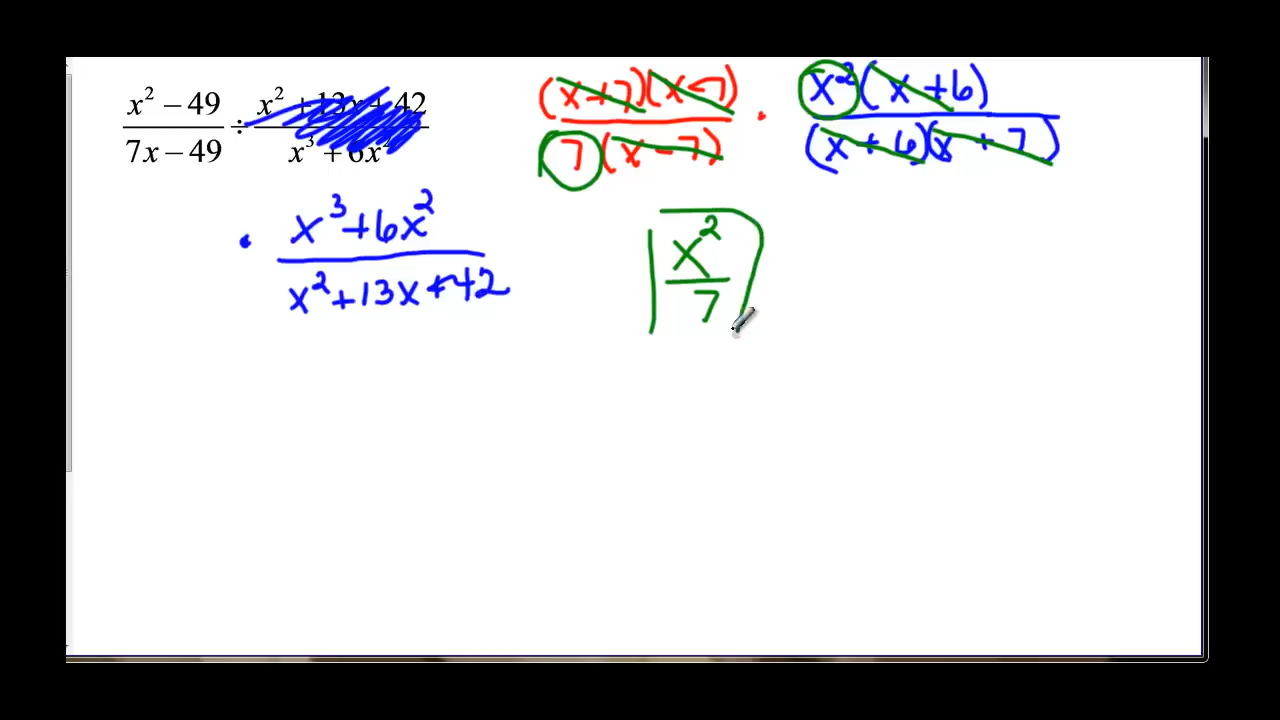 x² − 49 / 7x − 49 ÷ x² + 13x + 42 / x³ + 6x²
(x+7)(x-7) / 7(x-7) · x²(x+6) / (x+6)(x+7)
· x³+6x² / x²+13x+42
x² / 7